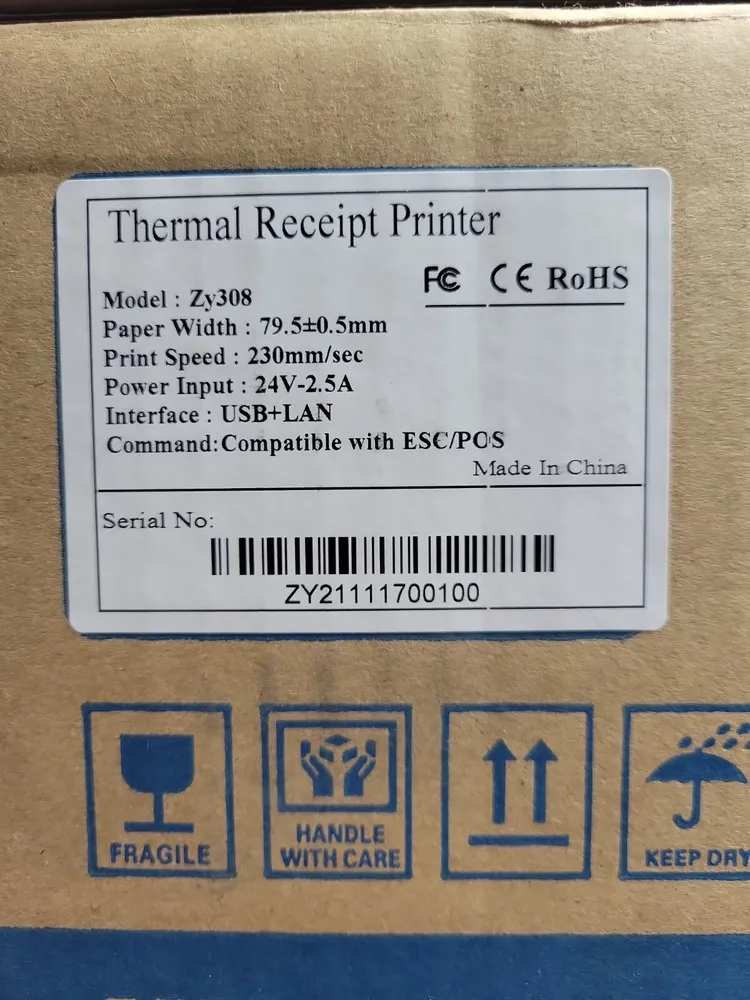 Thermal Receipt Printer
FC CE RoHS
Model : Zy308
Paper Width : 79.5±0.5mm
Print Speed : 230mm/sec
Power Input : 24V-2.5A
Interface : USB+LAN
Command:Compatible with ESC/POS
Made In China
Serial No:
ZY21111700100
FRAGILE
HANDLE
WITH CARE
KEEP DRY